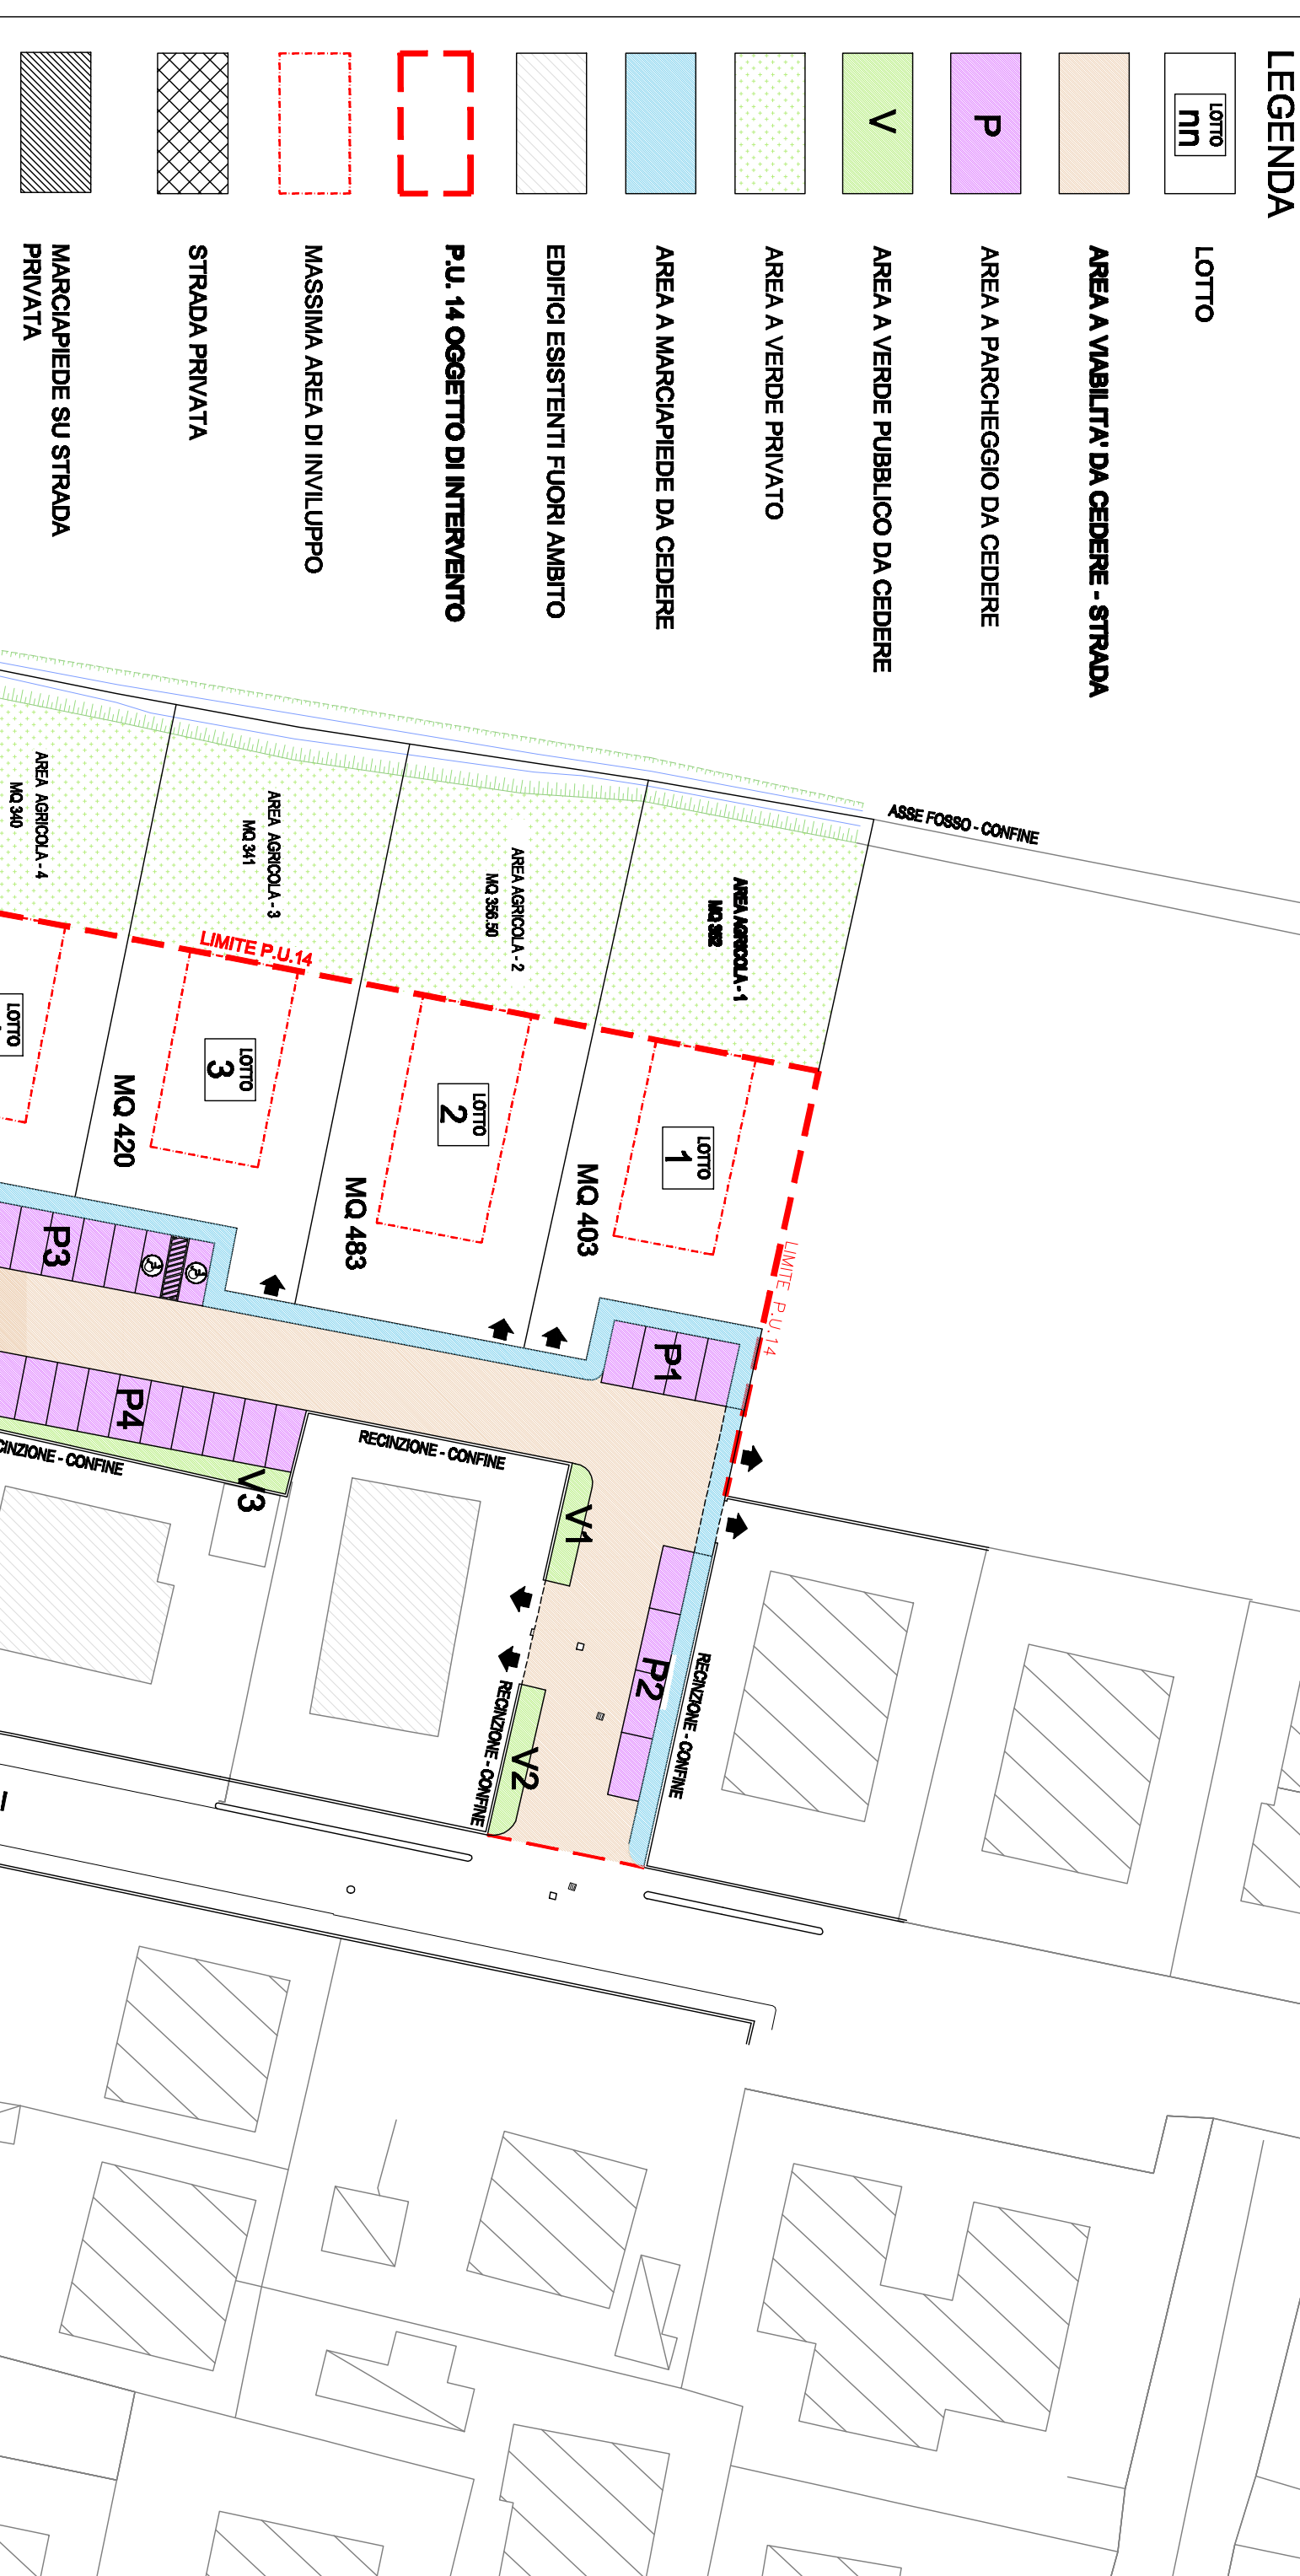 LEGENDA
LOTTO
nn
LOTTO
AREA A VIABILITA' DA CEDERE - STRADA
P
AREA A PARCHEGGIO DA CEDERE
V
AREA A VERDE PUBBLICO DA CEDERE
AREA A VERDE PRIVATO
AREA A MARCIAPIEDE DA CEDERE
EDIFICI ESISTENTI FUORI AMBITO
P.U. 14 OGGETTO DI INTERVENTO
MASSIMA AREA DI INVILUPPO
STRADA PRIVATA
MARCIAPIEDE SU STRADA
PRIVATA
ASSE FOSSO - CONFINE
AREA AGRICOLA - 1
MQ 352
AREA AGRICOLA - 2
MQ 356.50
AREA AGRICOLA - 3
MQ 341
AREA AGRICOLA - 4
MQ 340
LIMITE P.U.14
LIMITE P.U.14
LOTTO
1
MQ 403
LOTTO
2
MQ 483
LOTTO
3
MQ 420
LOTTO
P1
P3
P4
V3
RECINZIONE - CONFINE
CINZIONE - CONFINE
V1
P2
RECINZIONE - CONFINE
V2
RECINZIONE - CONFINE